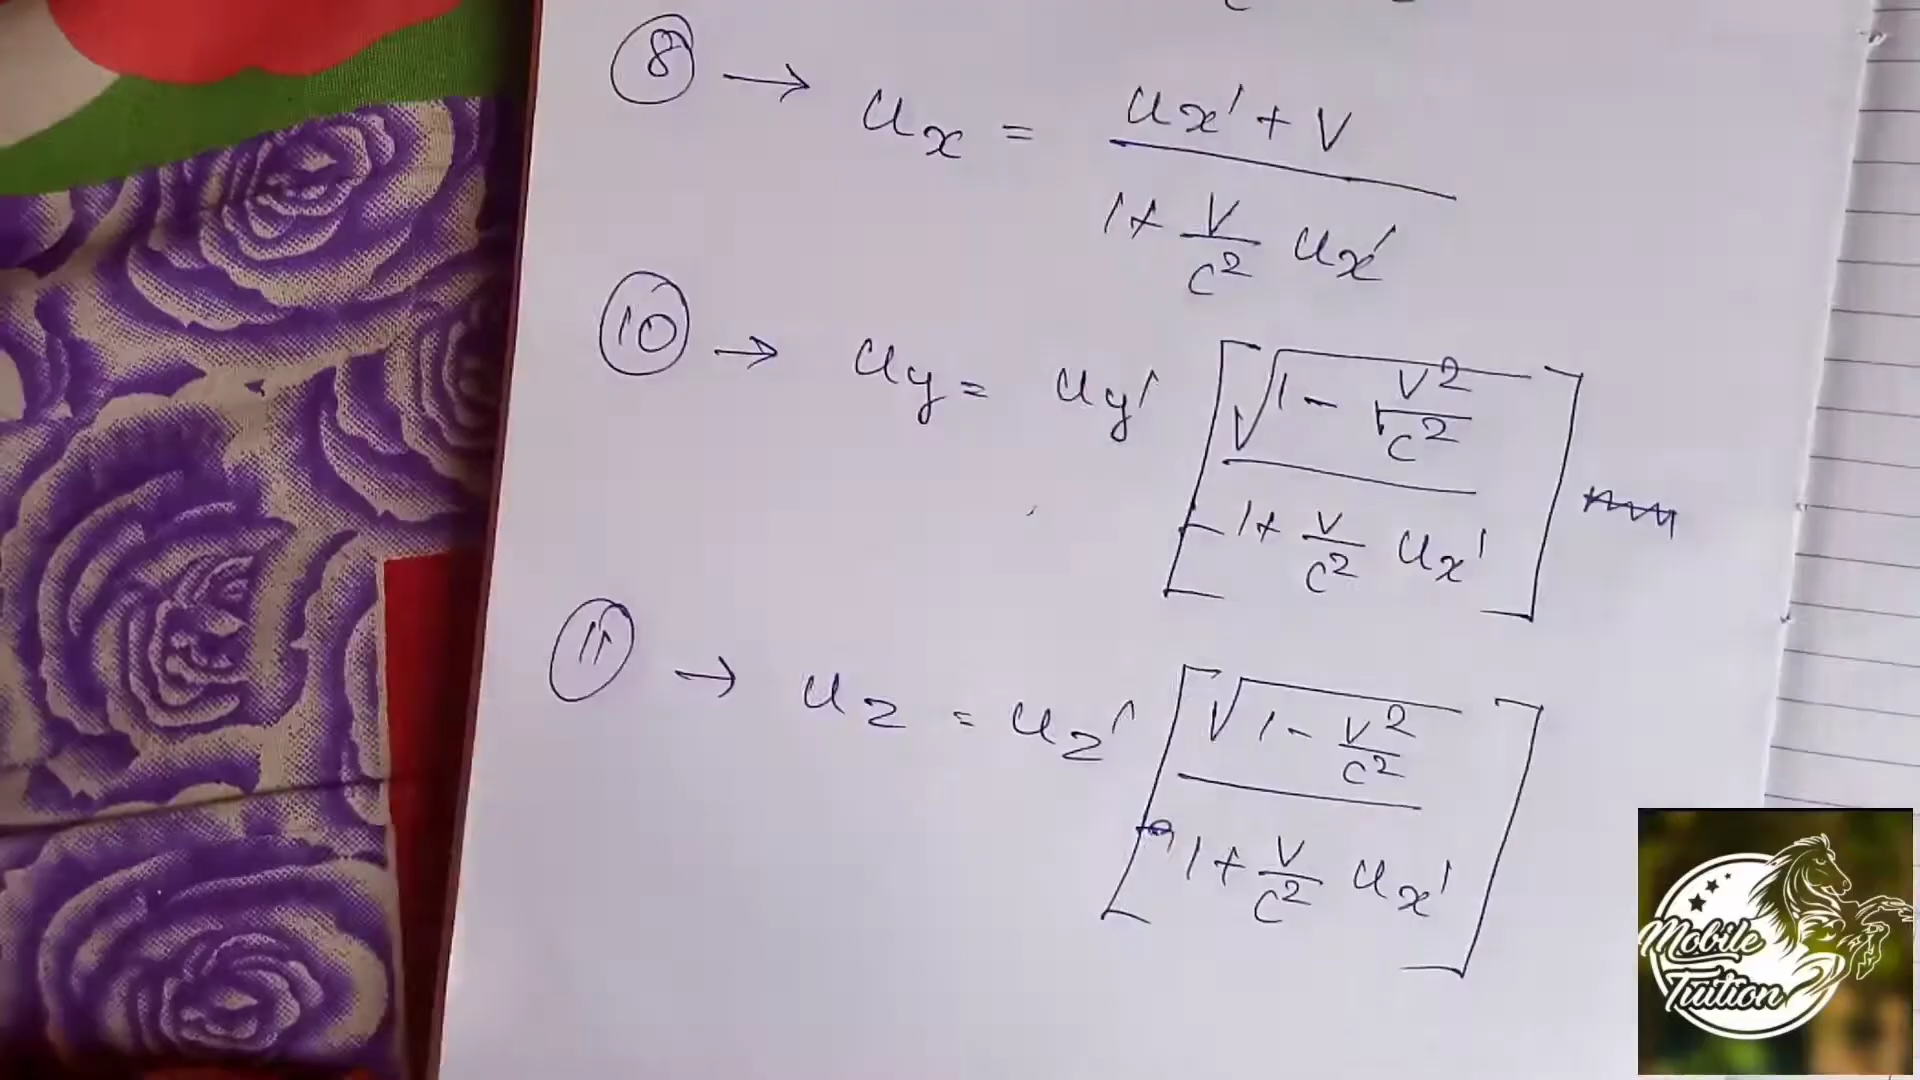 ⑧ → ux = (ux' + v) / (1 + v/c² ux')
⑩ → uy = uy' [√(1 - v²/c²) / (1 + v/c² ux')]
⑪ → uz = uz' [√(1 - v²/c²) / (1 + v/c² ux')]
Mobile
Tuition